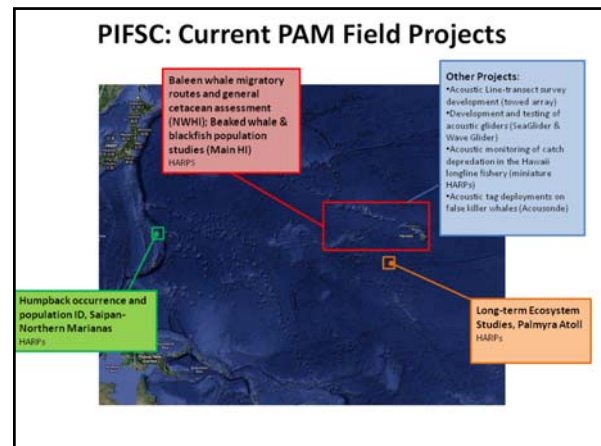 PIFSC: Current PAM Field Projects
Baleen whale migratory
routes and general
cetacean assessment
(NWHI); Beaked whale &
blackfish population
studies (Main HI)
HARPS
Other Projects:
•Acoustic Line-transect survey
development (towed array)
•Development and testing of
acoustic gliders (SeaGlider &
Wave Glider)
•Acoustic monitoring of catch
depredation in the Hawaii
longline fishery (miniature
HARPs)
•Acoustic tag deployments on
false killer whales (Acousonde)
Humpback occurrence and
population ID, Saipan-
Northern Marianas
HARPs
Long-term Ecosystem
Studies, Palmyra Atoll
HARPs